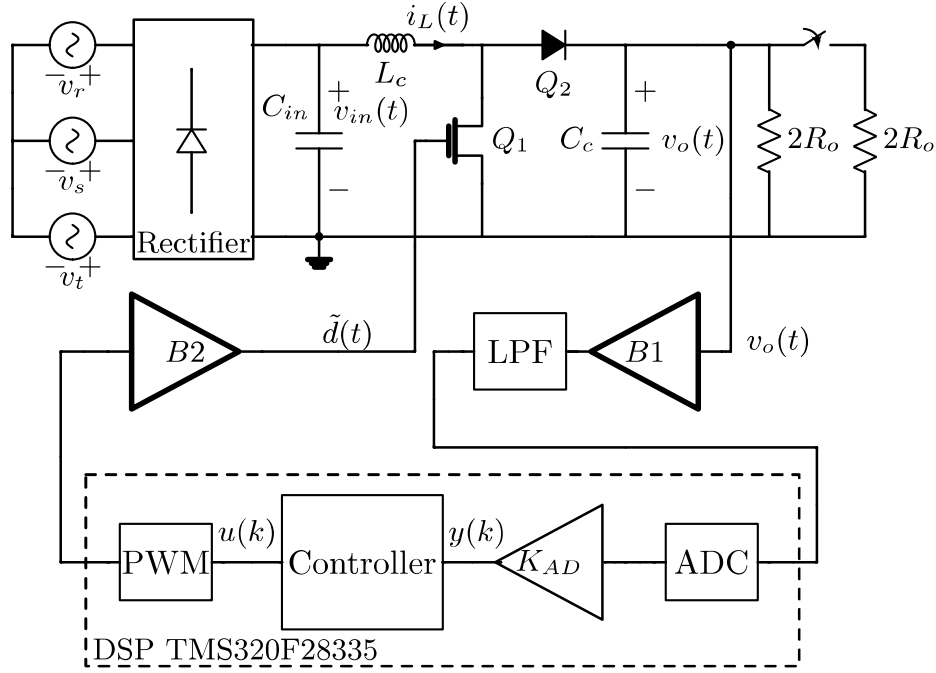 i_L(t)
L_c
− v_r +
C_in
+
v_in(t)
−
Q_2
Q_1
C_c
+
v_o(t)
−
2R_o
2R_o
− v_s +
Rectifier
− v_t +
B2
d̃(t)
LPF
B1
v_o(t)
PWM
u(k)
Controller
y(k)
K_AD
ADC
DSP TMS320F28335